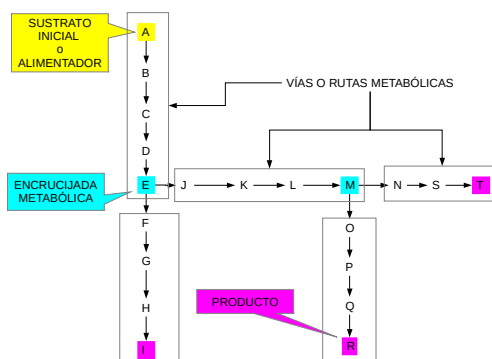 SUSTRATO
INICIAL
o
ALIMENTADOR
A
B
VÍAS O RUTAS METABÓLICAS
C
D
ENCRUCIJADA
METABÓLICA
E J K L M N S T
F
G
H
I
O
P
Q
R
PRODUCTO